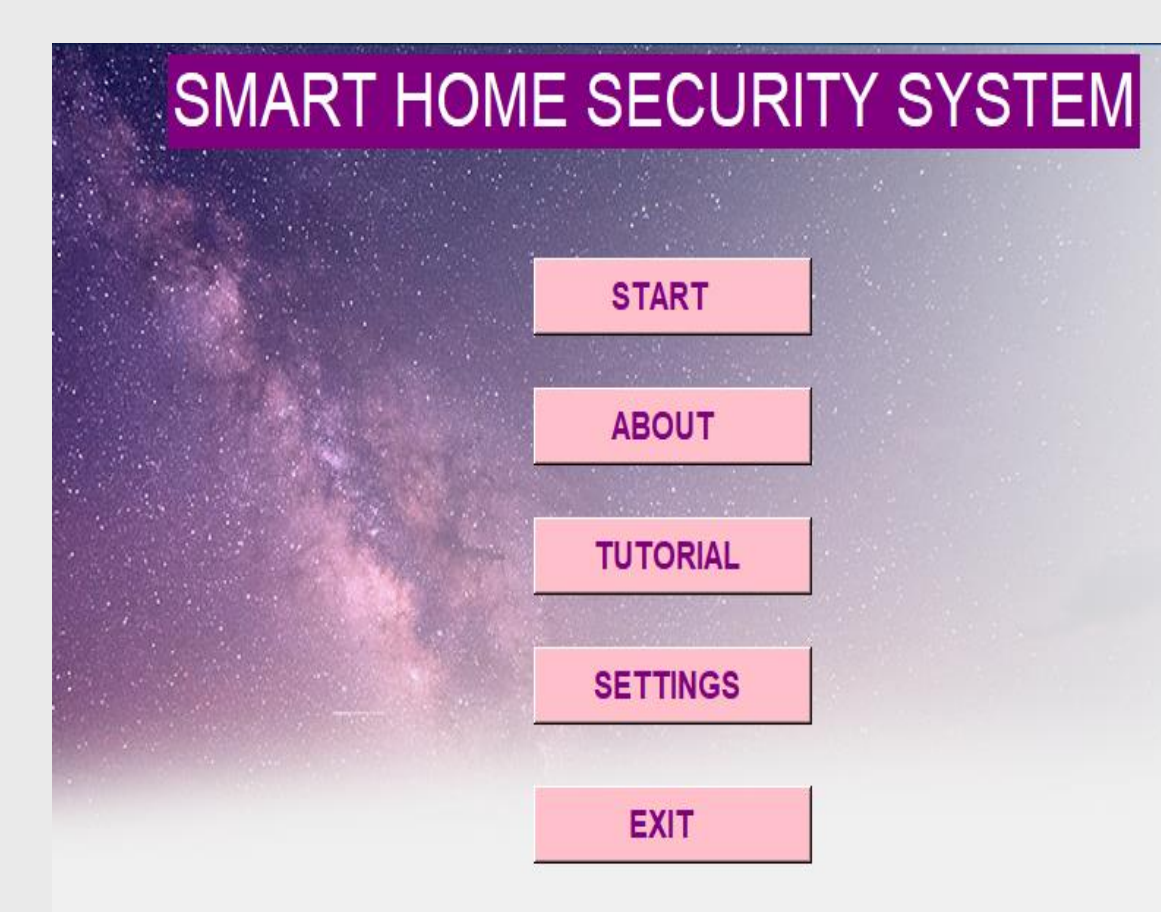 SMART HOME SECURITY SYSTEM
START
ABOUT
TUTORIAL
SETTINGS
EXIT